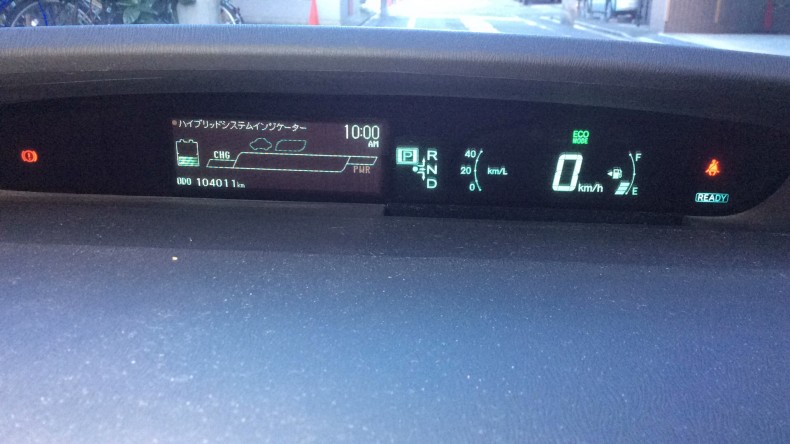 ハイブリッドシステムインジケーター
10:00
AM
CHG
PWR
ODO 104011km
P
R
N
D
40
20
0
km/L
ECO
MODE
0 km/h
F
E
READY